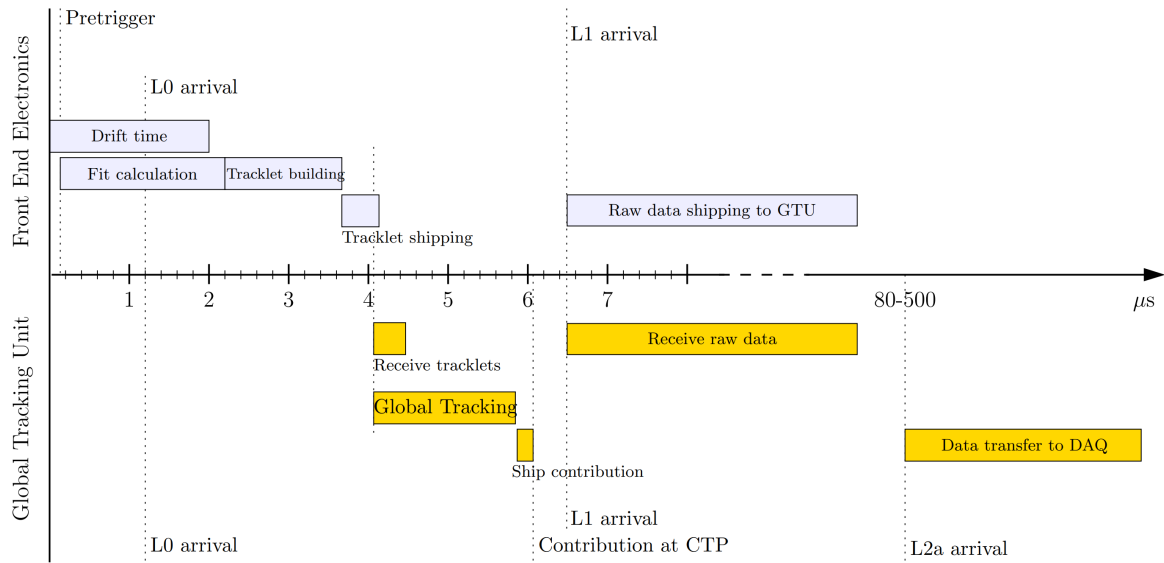 Pretrigger
L1 arrival
L0 arrival
Front End Electronics
Drift time
Fit calculation
Tracklet building
Raw data shipping to GTU
Tracklet shipping
1 2 3 4 5 6 7 80-500 μs
Global Tracking Unit
Receive raw data
Receive tracklets
Global Tracking
Data transfer to DAQ
Ship contribution
L1 arrival
L0 arrival
Contribution at CTP
L2a arrival